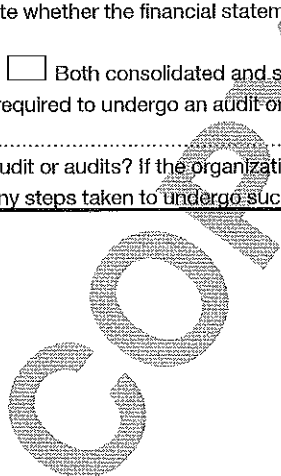 te whether the financial statem
Both consolidated and s
required to undergo an audit or
udit or audits? If the organizati
ny steps taken to undergo suc
COP